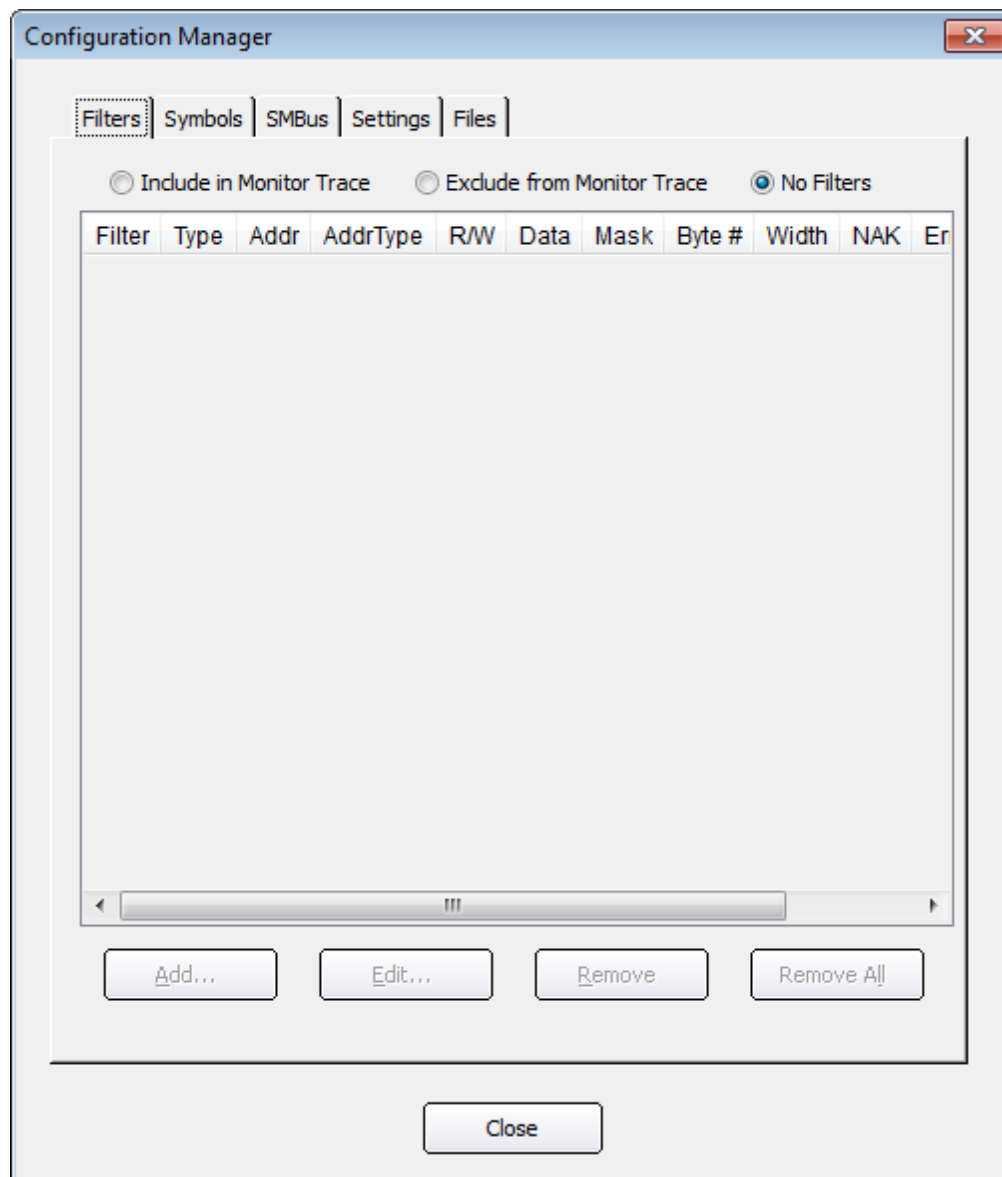 Configuration Manager
Filters Symbols SMBus Settings Files
Include in Monitor Trace Exclude from Monitor Trace No Filters
Filter Type Addr AddrType R/W Data Mask Byte # Width NAK Er
Add... Edit... Remove Remove All
Close